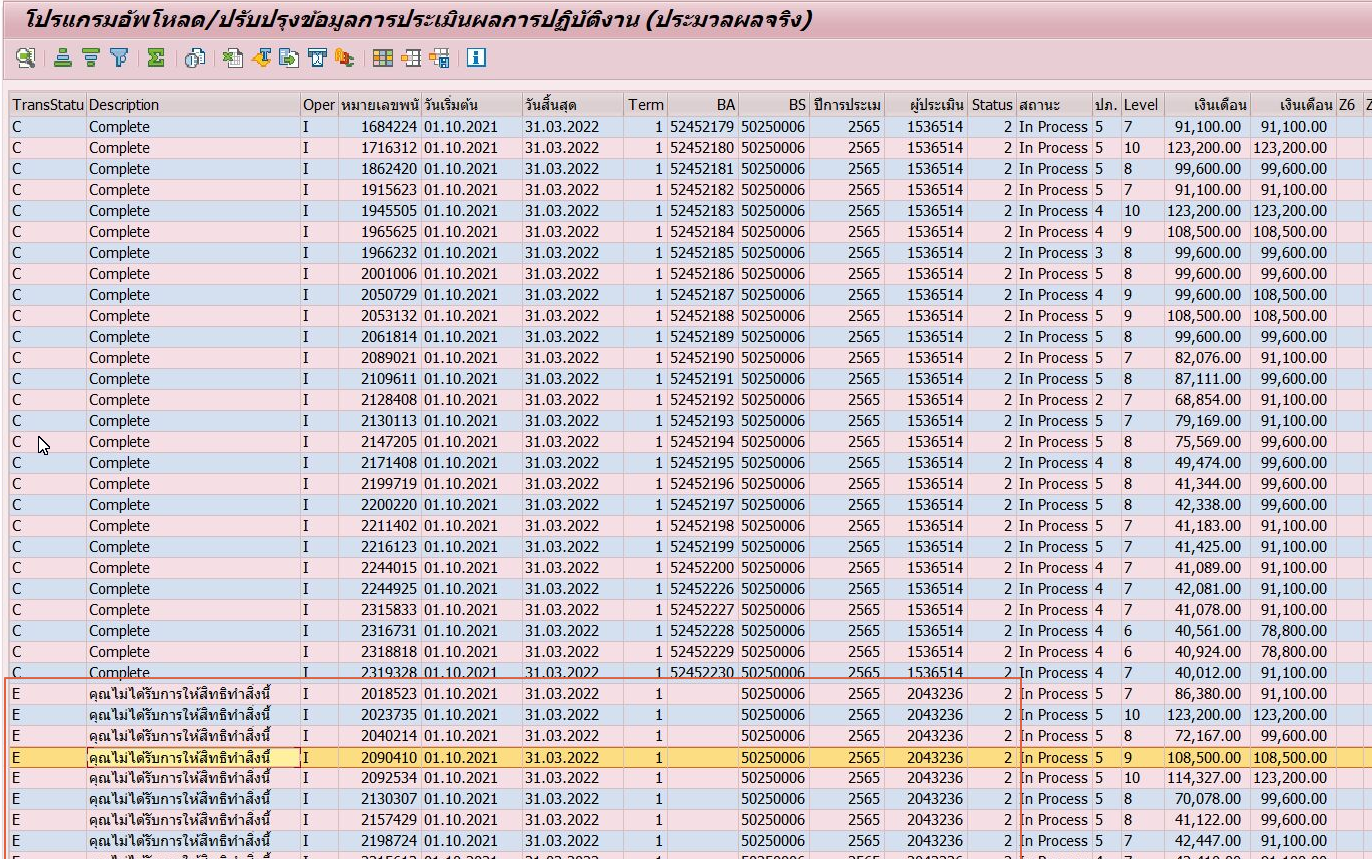 โปรแกรมอัพโหลด/ปรับปรุงข้อมูลการประเมินผลการปฏิบัติงาน (ประมวลผลจริง)
TransStatu Description Oper หมายเลขพนั วันเริ่มต้น วันสิ้นสุด Term BA BS ปีการประเม ผู้ประเมิน Status สถานะ ปภ. Level เงินเดือน เงินเดือน Z6
C Complete I 1684224 01.10.2021 31.03.2022 1 52452179 50250006 2565 1536514 2 In Process 5 7 91,100.00 91,100.00
C Complete I 1716312 01.10.2021 31.03.2022 1 52452180 50250006 2565 1536514 2 In Process 5 10 123,200.00 123,200.00
C Complete I 1862420 01.10.2021 31.03.2022 1 52452181 50250006 2565 1536514 2 In Process 5 8 99,600.00 99,600.00
C Complete I 1915623 01.10.2021 31.03.2022 1 52452182 50250006 2565 1536514 2 In Process 5 7 91,100.00 91,100.00
C Complete I 1945505 01.10.2021 31.03.2022 1 52452183 50250006 2565 1536514 2 In Process 4 10 123,200.00 123,200.00
C Complete I 1965625 01.10.2021 31.03.2022 1 52452184 50250006 2565 1536514 2 In Process 4 9 108,500.00 108,500.00
C Complete I 1966232 01.10.2021 31.03.2022 1 52452185 50250006 2565 1536514 2 In Process 3 8 99,600.00 99,600.00
C Complete I 2001006 01.10.2021 31.03.2022 1 52452186 50250006 2565 1536514 2 In Process 5 8 99,600.00 99,600.00
C Complete I 2050729 01.10.2021 31.03.2022 1 52452187 50250006 2565 1536514 2 In Process 4 9 99,600.00 108,500.00
C Complete I 2053132 01.10.2021 31.03.2022 1 52452188 50250006 2565 1536514 2 In Process 5 9 108,500.00 108,500.00
C Complete I 2061814 01.10.2021 31.03.2022 1 52452189 50250006 2565 1536514 2 In Process 5 8 99,600.00 99,600.00
C Complete I 2089021 01.10.2021 31.03.2022 1 52452190 50250006 2565 1536514 2 In Process 5 7 82,076.00 91,100.00
C Complete I 2109611 01.10.2021 31.03.2022 1 52452191 50250006 2565 1536514 2 In Process 5 8 87,111.00 99,600.00
C Complete I 2128408 01.10.2021 31.03.2022 1 52452192 50250006 2565 1536514 2 In Process 2 7 68,854.00 91,100.00
C Complete I 2130113 01.10.2021 31.03.2022 1 52452193 50250006 2565 1536514 2 In Process 5 7 79,169.00 91,100.00
C Complete I 2147205 01.10.2021 31.03.2022 1 52452194 50250006 2565 1536514 2 In Process 5 8 75,569.00 99,600.00
C Complete I 2171408 01.10.2021 31.03.2022 1 52452195 50250006 2565 1536514 2 In Process 4 8 49,474.00 99,600.00
C Complete I 2199719 01.10.2021 31.03.2022 1 52452196 50250006 2565 1536514 2 In Process 5 8 41,344.00 99,600.00
C Complete I 2200220 01.10.2021 31.03.2022 1 52452197 50250006 2565 1536514 2 In Process 5 8 42,338.00 99,600.00
C Complete I 2211402 01.10.2021 31.03.2022 1 52452198 50250006 2565 1536514 2 In Process 5 7 41,183.00 91,100.00
C Complete I 2216123 01.10.2021 31.03.2022 1 52452199 50250006 2565 1536514 2 In Process 5 7 41,425.00 91,100.00
C Complete I 2244015 01.10.2021 31.03.2022 1 52452200 50250006 2565 1536514 2 In Process 4 7 41,089.00 91,100.00
C Complete I 2244925 01.10.2021 31.03.2022 1 52452226 50250006 2565 1536514 2 In Process 4 7 42,081.00 91,100.00
C Complete I 2315833 01.10.2021 31.03.2022 1 52452227 50250006 2565 1536514 2 In Process 4 7 41,078.00 91,100.00
C Complete I 2316731 01.10.2021 31.03.2022 1 52452228 50250006 2565 1536514 2 In Process 4 6 40,561.00 78,800.00
C Complete I 2318818 01.10.2021 31.03.2022 1 52452229 50250006 2565 1536514 2 In Process 4 6 40,924.00 78,800.00
C Complete I 2319328 01.10.2021 31.03.2022 1 52452230 50250006 2565 1536514 2 In Process 4 7 40,012.00 91,100.00
E คุณไม่ได้รับการให้สิทธิทำสิ่งนี้ I 2018523 01.10.2021 31.03.2022 1 50250006 2565 2043236 2 In Process 5 7 86,380.00 91,100.00
E คุณไม่ได้รับการให้สิทธิทำสิ่งนี้ I 2023735 01.10.2021 31.03.2022 1 50250006 2565 2043236 2 In Process 5 10 123,200.00 123,200.00
E คุณไม่ได้รับการให้สิทธิทำสิ่งนี้ I 2040214 01.10.2021 31.03.2022 1 50250006 2565 2043236 2 In Process 5 8 72,167.00 99,600.00
E คุณไม่ได้รับการให้สิทธิทำสิ่งนี้ I 2090410 01.10.2021 31.03.2022 1 50250006 2565 2043236 2 In Process 5 9 108,500.00 108,500.00
E คุณไม่ได้รับการให้สิทธิทำสิ่งนี้ I 2092534 01.10.2021 31.03.2022 1 50250006 2565 2043236 2 In Process 5 10 114,327.00 123,200.00
E คุณไม่ได้รับการให้สิทธิทำสิ่งนี้ I 2130307 01.10.2021 31.03.2022 1 50250006 2565 2043236 2 In Process 5 8 70,078.00 99,600.00
E คุณไม่ได้รับการให้สิทธิทำสิ่งนี้ I 2157429 01.10.2021 31.03.2022 1 50250006 2565 2043236 2 In Process 5 8 41,122.00 99,600.00
E คุณไม่ได้รับการให้สิทธิทำสิ่งนี้ I 2198724 01.10.2021 31.03.2022 1 50250006 2565 2043236 2 In Process 5 7 42,447.00 91,100.00